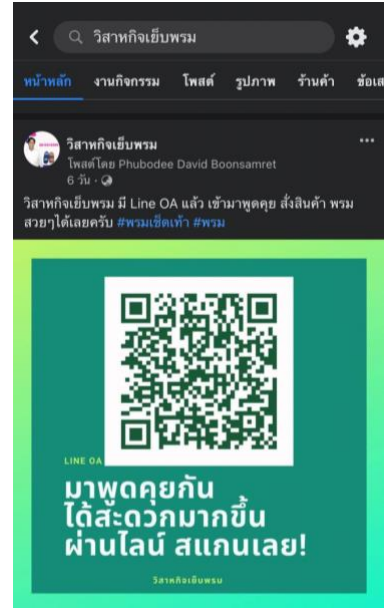 วิสาหกิจเย็บพรม
หน้าหลัก งานกิจกรรม โพสต์ รูปภาพ ร้านค้า ข้อเส
วิสาหกิจเย็บพรม
โพสต์โดย Phubodee David Boonsamret
6 วัน ·
วิสาหกิจเย็บพรม มี Line OA แล้ว เข้ามาพูดคุย สั่งสินค้า พรม
สวยๆได้เลยครับ #พรมเช็ดเท้า #พรม
LINE OA
มาพูดคุยกัน
ได้สะดวกมากขึ้น
ผ่านไลน์ สแกนเลย!
วิสาหกิจเย็บพรม